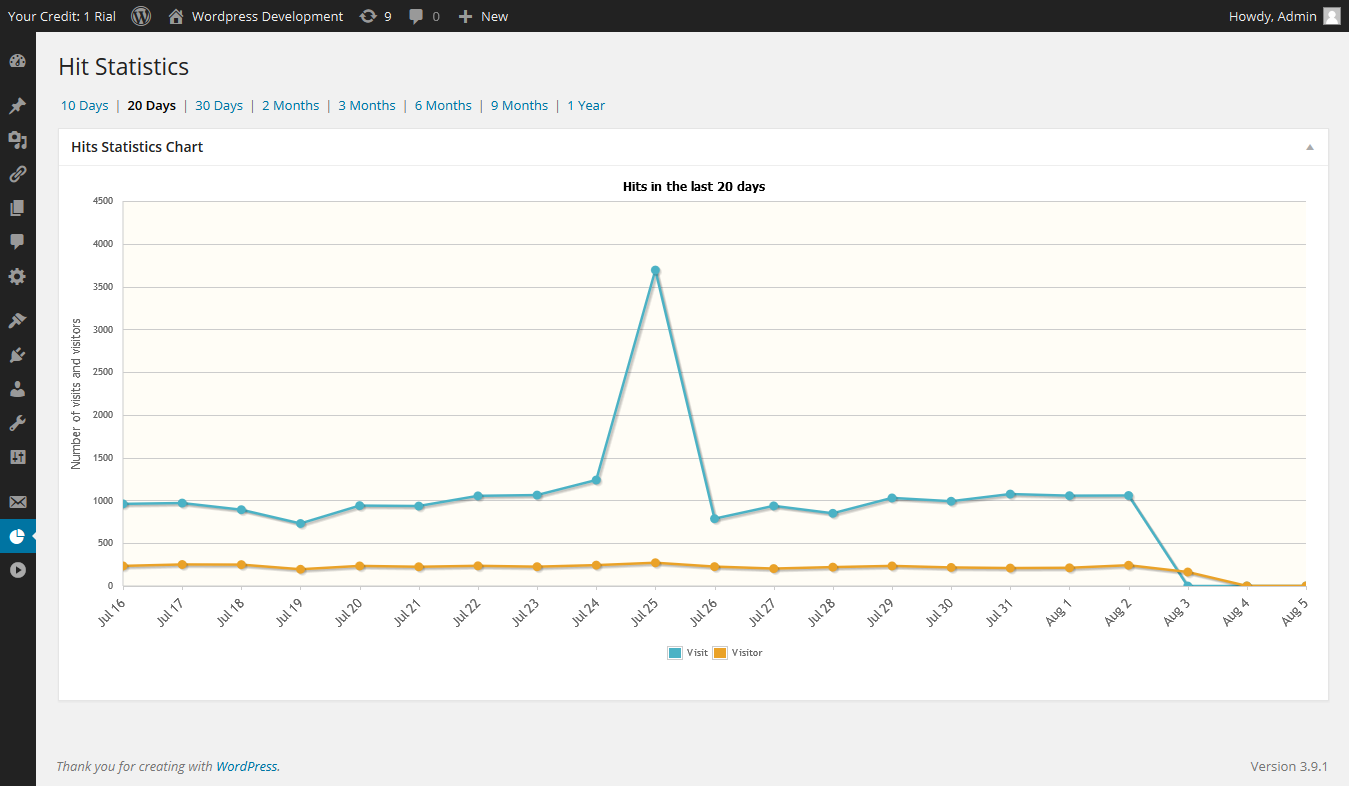 Your Credit: 1 Rial Wordpress Development 9 0 New Howdy, Admin
Hit Statistics
10 Days | 20 Days | 30 Days | 2 Months | 3 Months | 6 Months | 9 Months | 1 Year
Hits Statistics Chart
Hits in the last 20 days
Number of visits and visitors
4500
4000
3500
3000
2500
2000
1500
1000
500
0
Jul 16 Jul 17 Jul 18 Jul 19 Jul 20 Jul 21 Jul 22 Jul 23 Jul 24 Jul 25 Jul 26 Jul 27 Jul 28 Jul 29 Jul 30 Jul 31 Aug 1 Aug 2 Aug 3 Aug 4 Aug 5
Visit Visitor
Thank you for creating with WordPress. Version 3.9.1